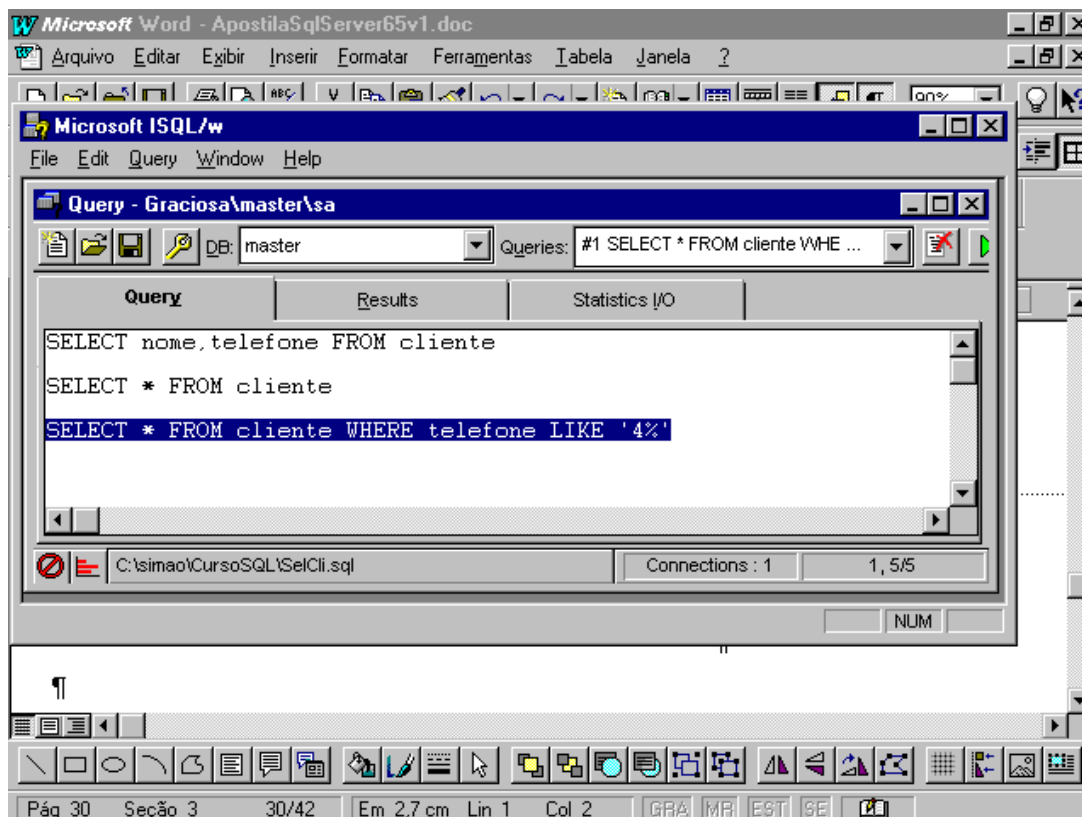 Microsoft Word - ApostilaSqlServer65v1.doc
Arquivo Editar Exibir Inserir Formatar Ferramentas Tabela Janela ?
90%
Microsoft ISQL/w
File Edit Query Window Help
Query - Graciosa\master\sa
DB: master Queries: #1 SELECT * FROM cliente WHE ...
Query Results Statistics I/O
SELECT nome,telefone FROM cliente
SELECT * FROM cliente
SELECT * FROM cliente WHERE telefone LIKE '4%'
C:\simao\CursoSQL\SelCli.sql Connections : 1 1, 5/5
NUM
¶
Pág 30 Seção 3 30/42 Em 2,7 cm Lin 1 Col 2 GRA MR EST SE